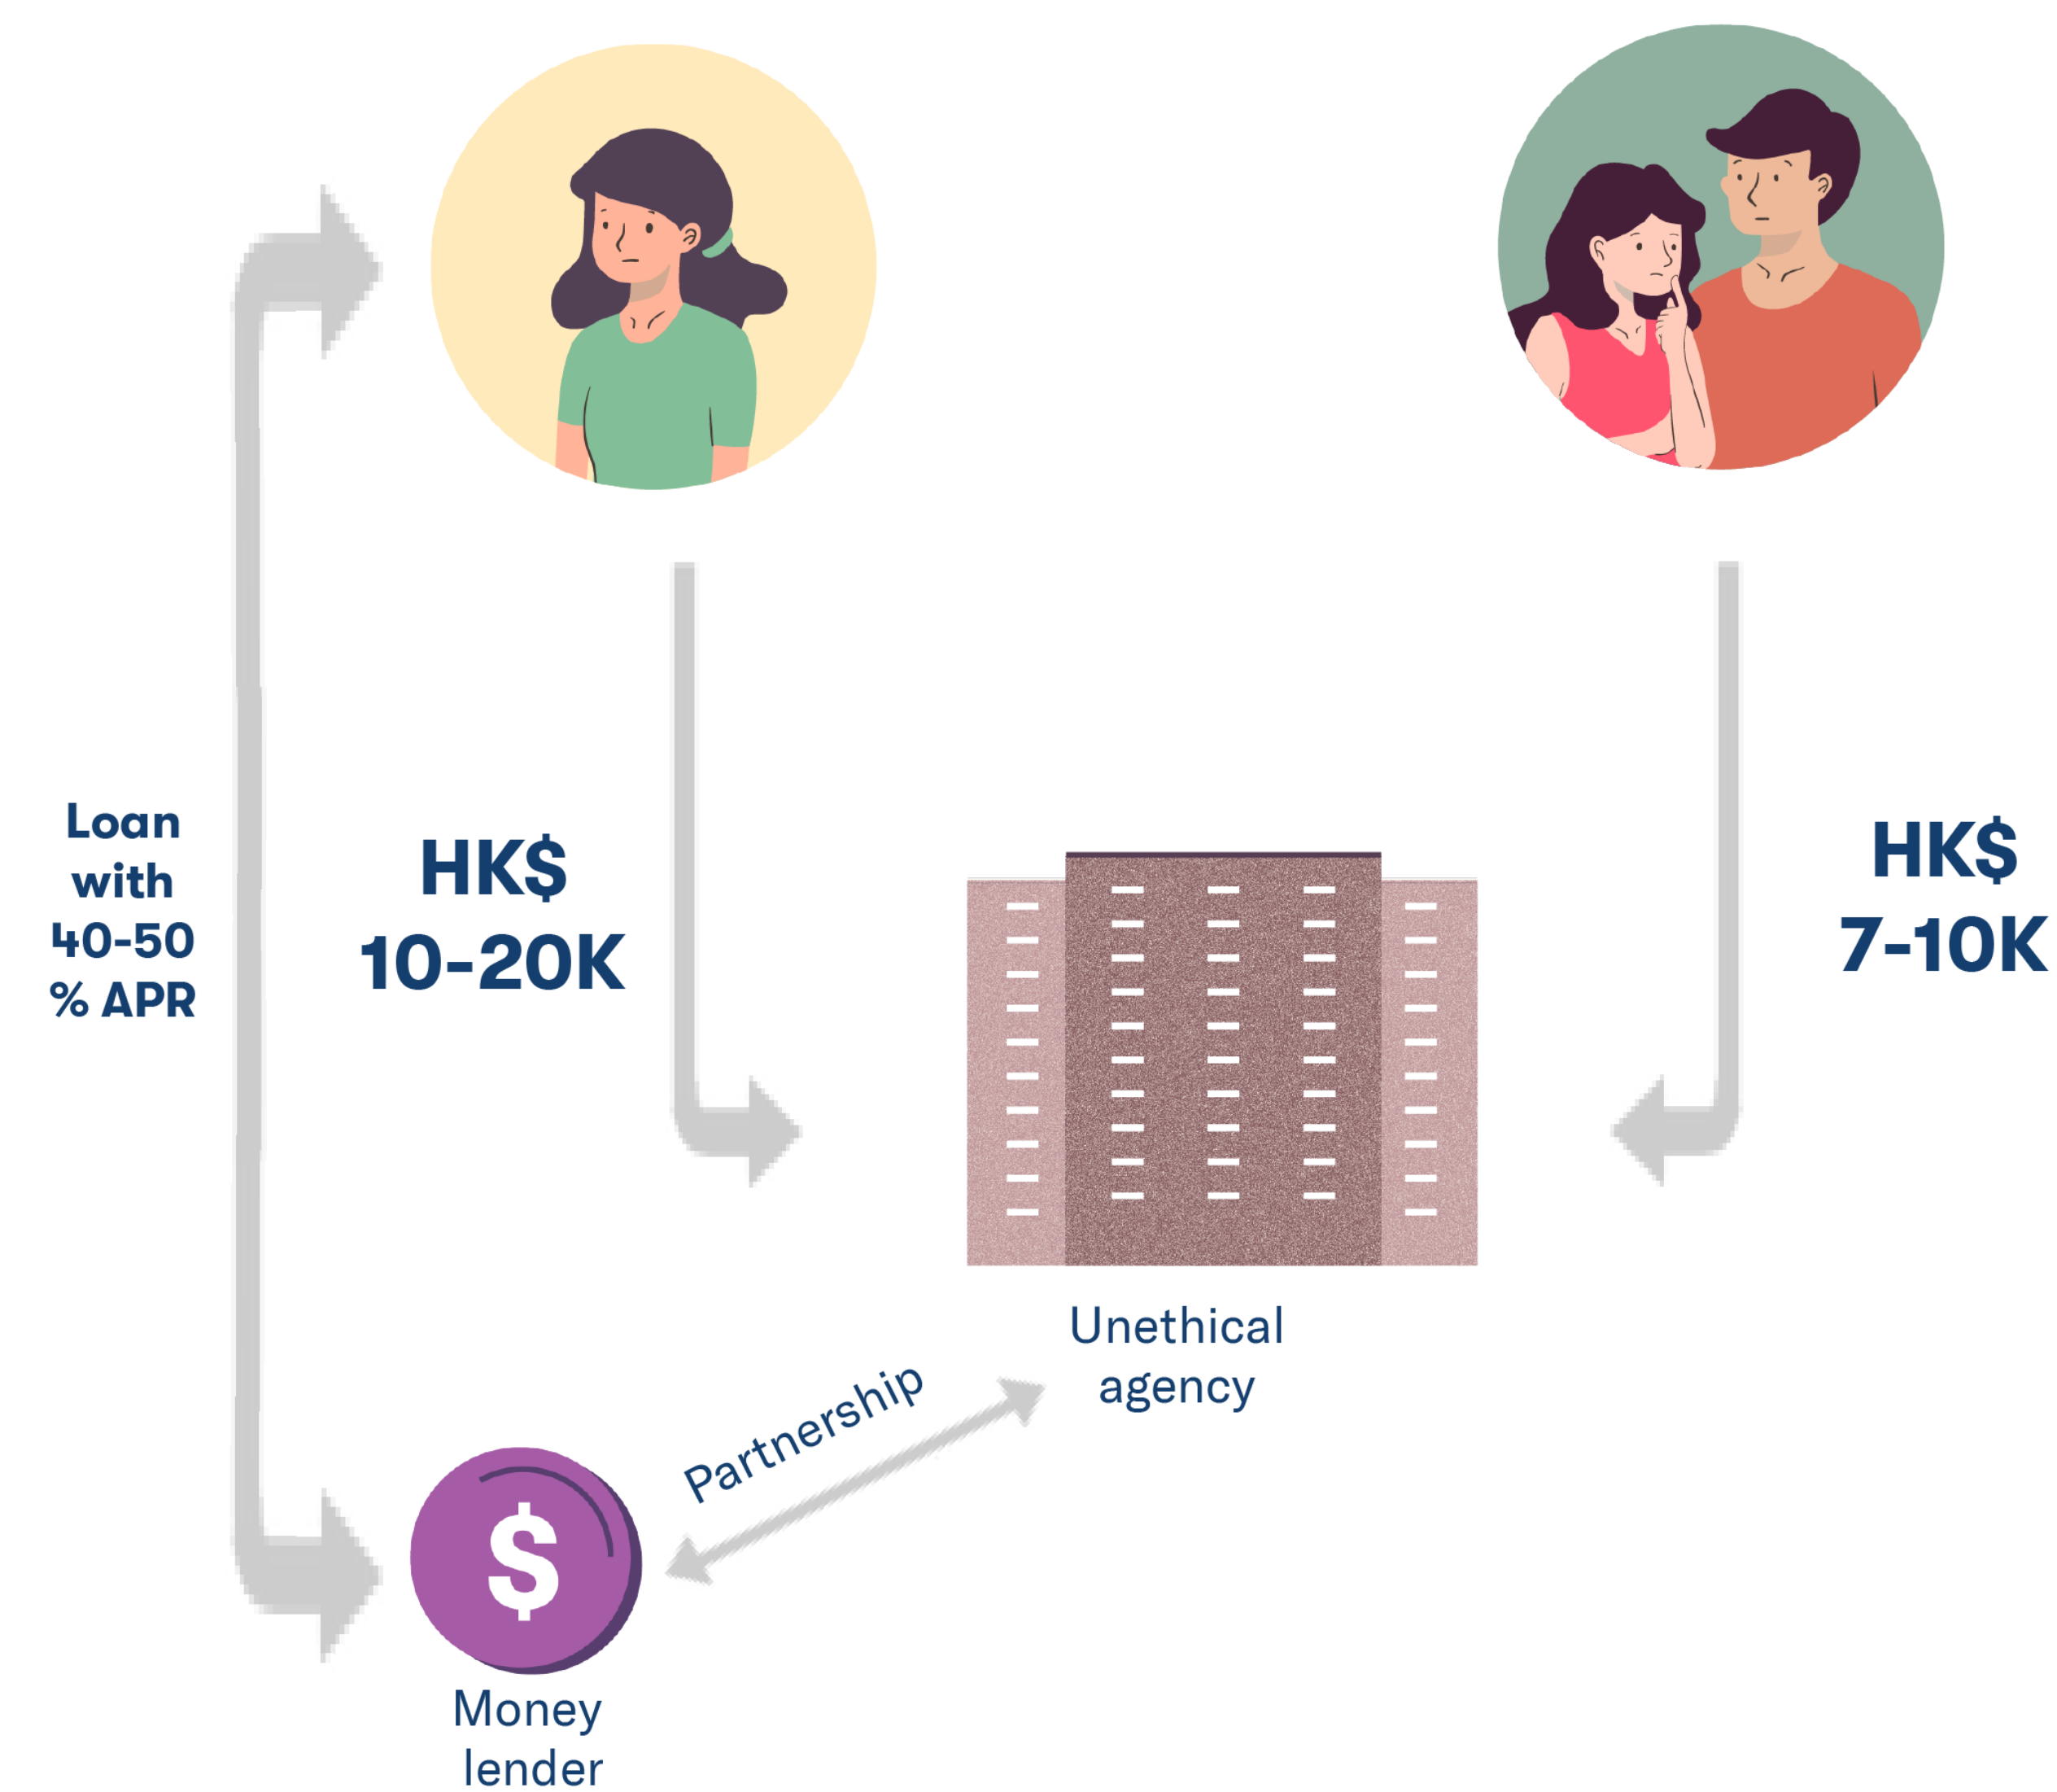 Loan
with
40-50
% APR
HK$
10-20K
HK$
7-10K
Unethical
agency
Partnership
$
Money
lender